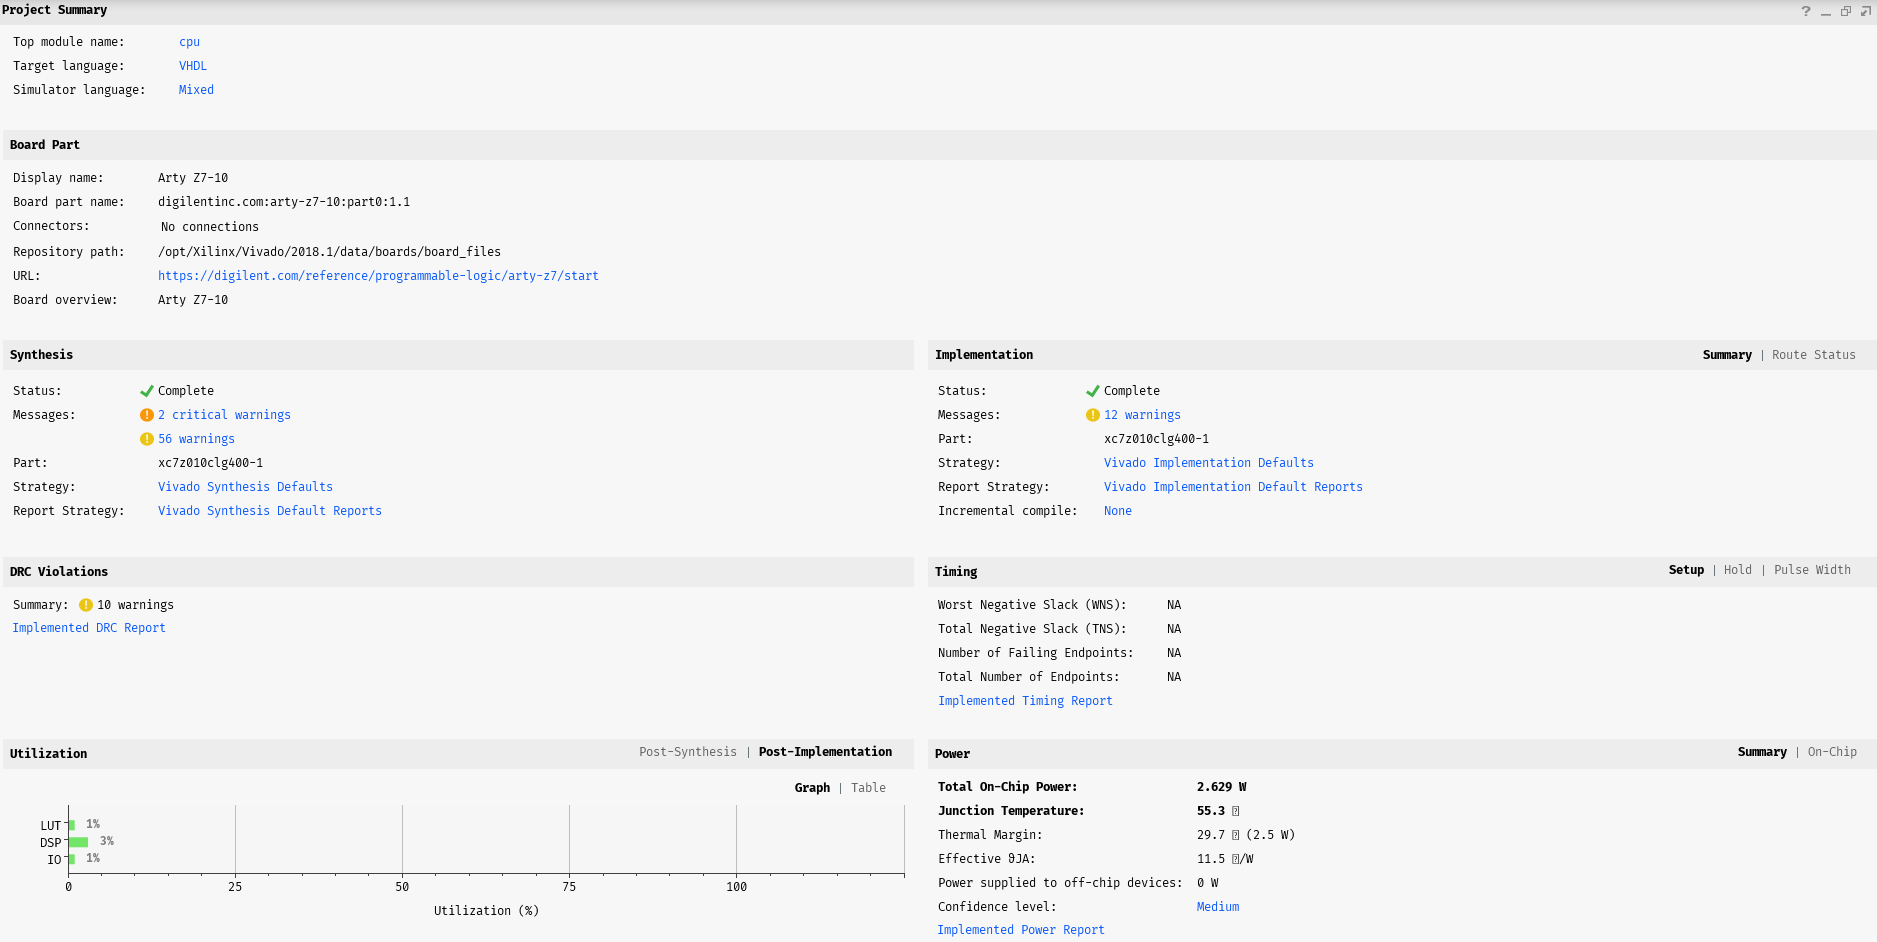 Project Summary
Top module name: cpu
Target language: VHDL
Simulator language: Mixed
Board Part
Display name: Arty Z7-10
Board part name: digilentinc.com:arty-z7-10:part0:1.1
Connectors: No connections
Repository path: /opt/Xilinx/Vivado/2018.1/data/boards/board_files
URL: https://digilent.com/reference/programmable-logic/arty-z7/start
Board overview: Arty Z7-10
Synthesis
Status: Complete
Messages: 2 critical warnings
56 warnings
Part: xc7z010clg400-1
Strategy: Vivado Synthesis Defaults
Report Strategy: Vivado Synthesis Default Reports
Implementation Summary | Route Status
Status: Complete
Messages: 12 warnings
Part: xc7z010clg400-1
Strategy: Vivado Implementation Defaults
Report Strategy: Vivado Implementation Default Reports
Incremental compile: None
DRC Violations
Summary: 10 warnings
Implemented DRC Report
Timing Setup | Hold | Pulse Width
Worst Negative Slack (WNS): NA
Total Negative Slack (TNS): NA
Number of Failing Endpoints: NA
Total Number of Endpoints: NA
Implemented Timing Report
Utilization Post-Synthesis | Post-Implementation
Graph | Table
LUT 1%
DSP 3%
IO 1%
0 25 50 75 100
Utilization (%)
Power Summary | On-Chip
Total On-Chip Power: 2.629 W
Junction Temperature: 55.3
Thermal Margin: 29.7 (2.5 W)
Effective ϑJA: 11.5 /W
Power supplied to off-chip devices: 0 W
Confidence level: Medium
Implemented Power Report